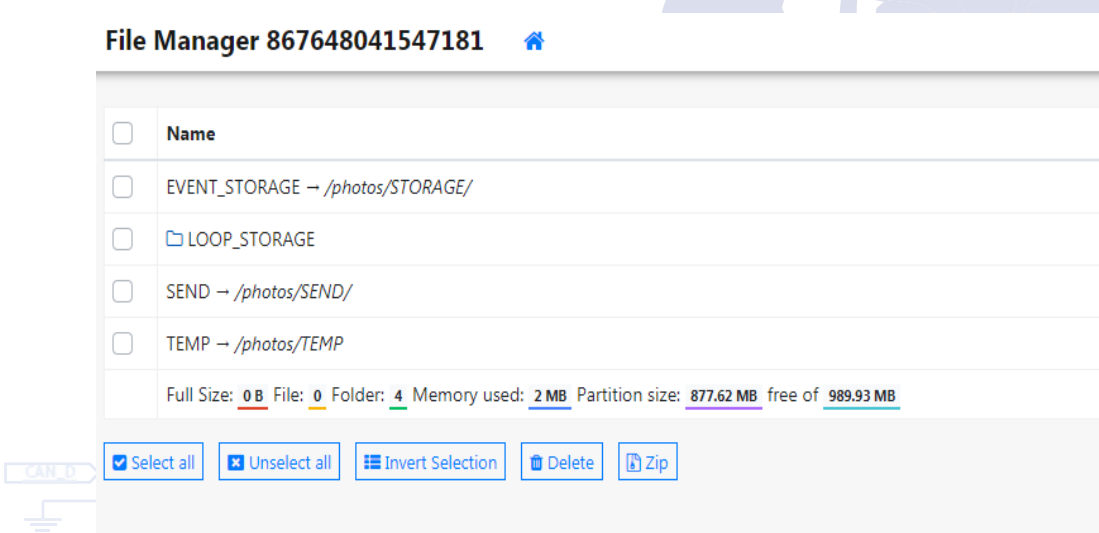 File Manager 867648041547181
Name
EVENT_STORAGE → /photos/STORAGE/
LOOP_STORAGE
SEND → /photos/SEND/
TEMP → /photos/TEMP
Full Size: 0 B File: 0 Folder: 4 Memory used: 2 MB Partition size: 877.62 MB free of 989.93 MB
Select all Unselect all Invert Selection Delete Zip
CAN_D